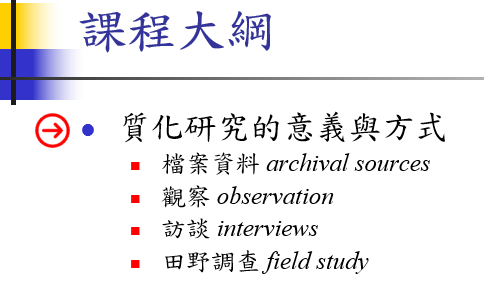 課程大綱
質化研究的意義與方式
檔案資料 archival sources
觀察 observation
訪談 interviews
田野調查 field study